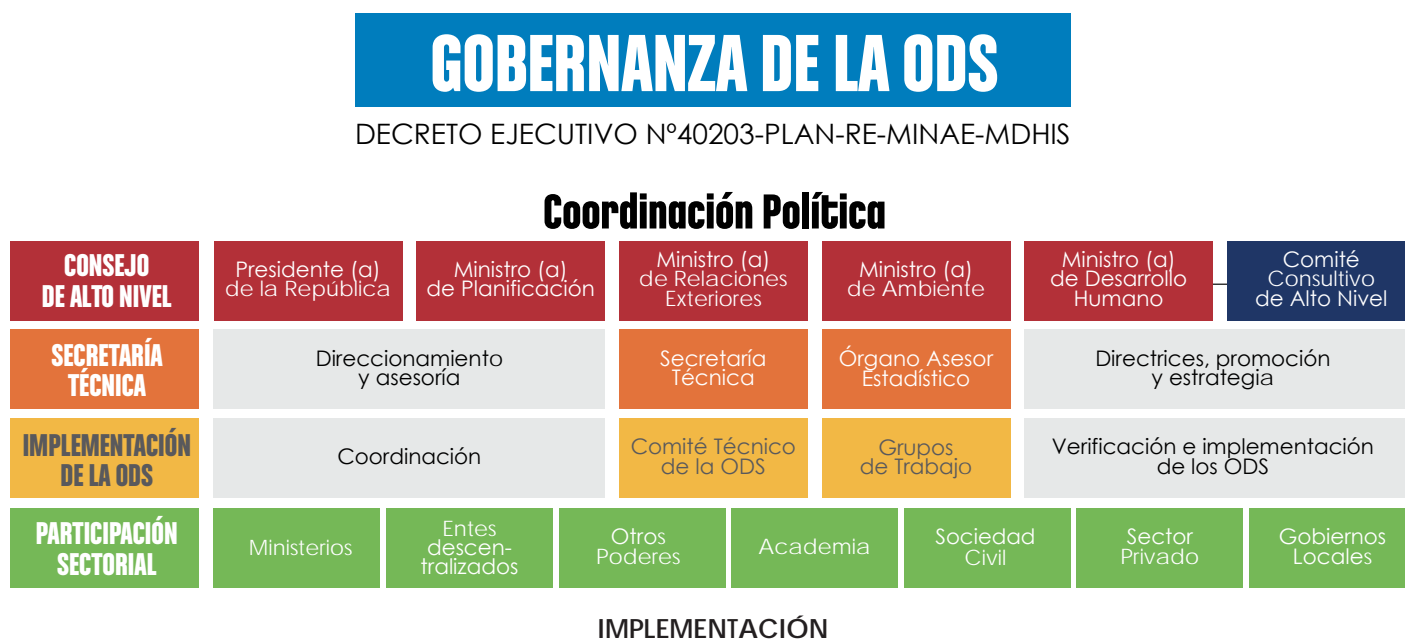 GOBERNANZA DE LA ODS
DECRETO EJECUTIVO Nº40203-PLAN-RE-MINAE-MDHIS
Coordinación Política
CONSEJO
DE ALTO NIVEL
Presidente (a)
de la República
Ministro (a)
de Planificación
Ministro (a)
de Relaciones
Exteriores
Ministro (a)
de Ambiente
Ministro (a)
de Desarrollo
Humano
Comité
Consultivo
de Alto Nivel
SECRETARÍA
TÉCNICA
Direccionamiento
y asesoría
Secretaría
Técnica
Órgano Asesor
Estadístico
Directrices, promoción
y estrategia
IMPLEMENTACIÓN
DE LA ODS
Coordinación
Comité Técnico
de la ODS
Grupos
de Trabajo
Verificación e implementación
de los ODS
PARTICIPACIÓN
SECTORIAL
Ministerios
Entes
descen-
tralizados
Otros
Poderes
Academia
Sociedad
Civil
Sector
Privado
Gobiernos
Locales
IMPLEMENTACIÓN